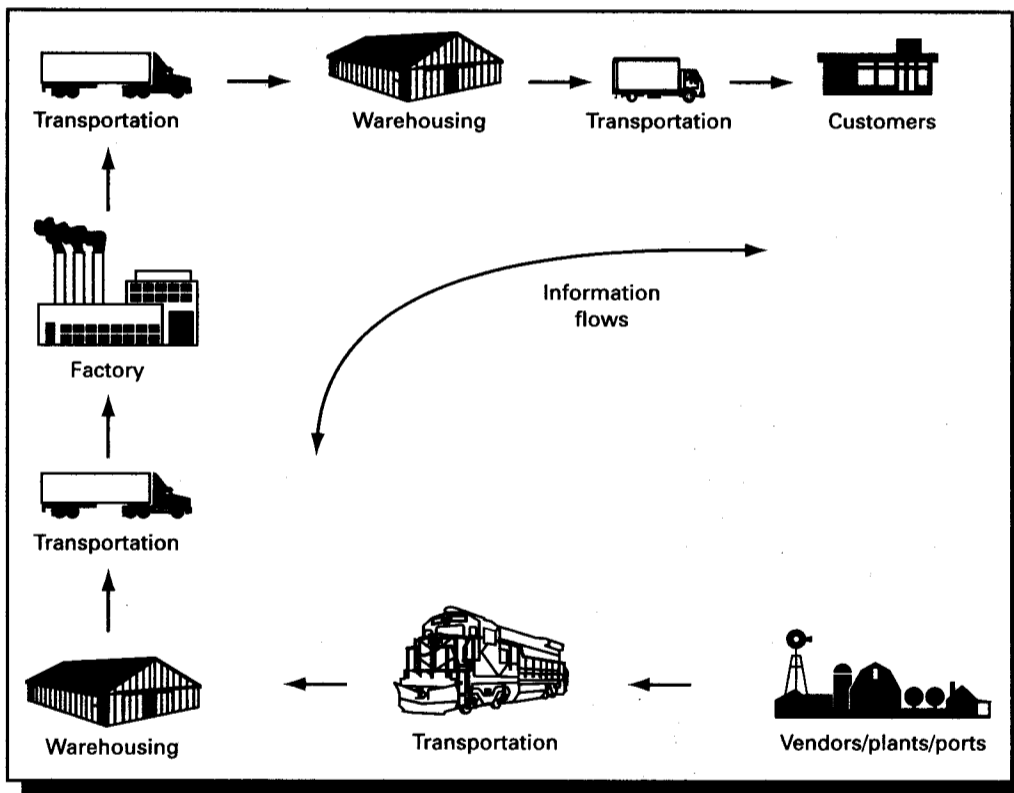 Transportation
Warehousing
Transportation
Customers
Information
flows
Factory
Transportation
Warehousing
Transportation
Vendors/plants/ports